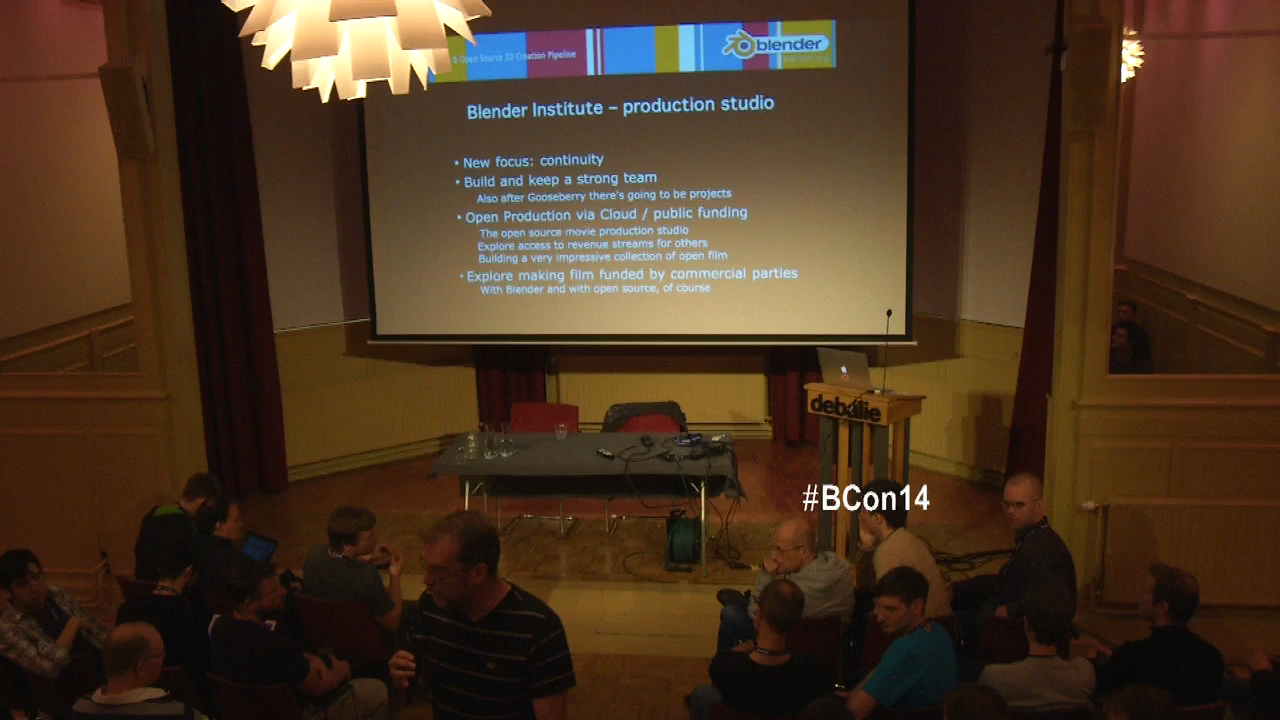 & Open Source 3D Creation Pipeline
blender
Blender Institute – production studio
• New focus: continuity
• Build and keep a strong team
Also after Gooseberry there's going to be projects
• Open Production via Cloud / public funding
The open source movie production studio
Explore access to revenue streams for others
Building a very impressive collection of open film
• Explore making film funded by commercial parties
With Blender and with open source, of course
debalie
#BCon14